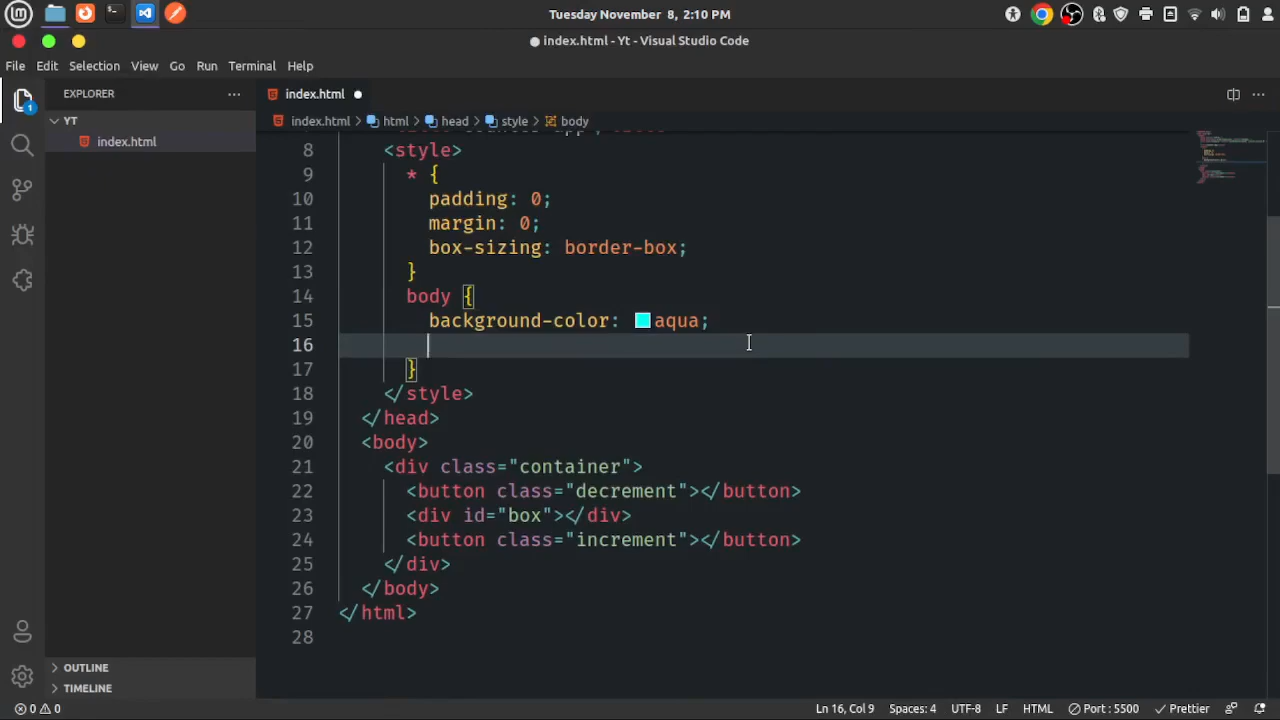 Tuesday November 8, 2:10 PM
index.html - Yt - Visual Studio Code
File Edit Selection View Go Run Terminal Help
EXPLORER
index.html
YT
index.html > html > head > style > body
index.html
1
8 <style>
9 * {
10 padding: 0;
11 margin: 0;
12 box-sizing: border-box;
13 }
14 body {
15 background-color: aqua;
16
17 }
18 </style>
19 </head>
20 <body>
21 <div class="container">
22 <button class="decrement"></button>
23 <div id="box"></div>
24 <button class="increment"></button>
25 </div>
26 </body>
27 </html>
28
OUTLINE
TIMELINE
0 0 Ln 16, Col 9 Spaces: 4 UTF-8 LF HTML Port : 5500 Prettier